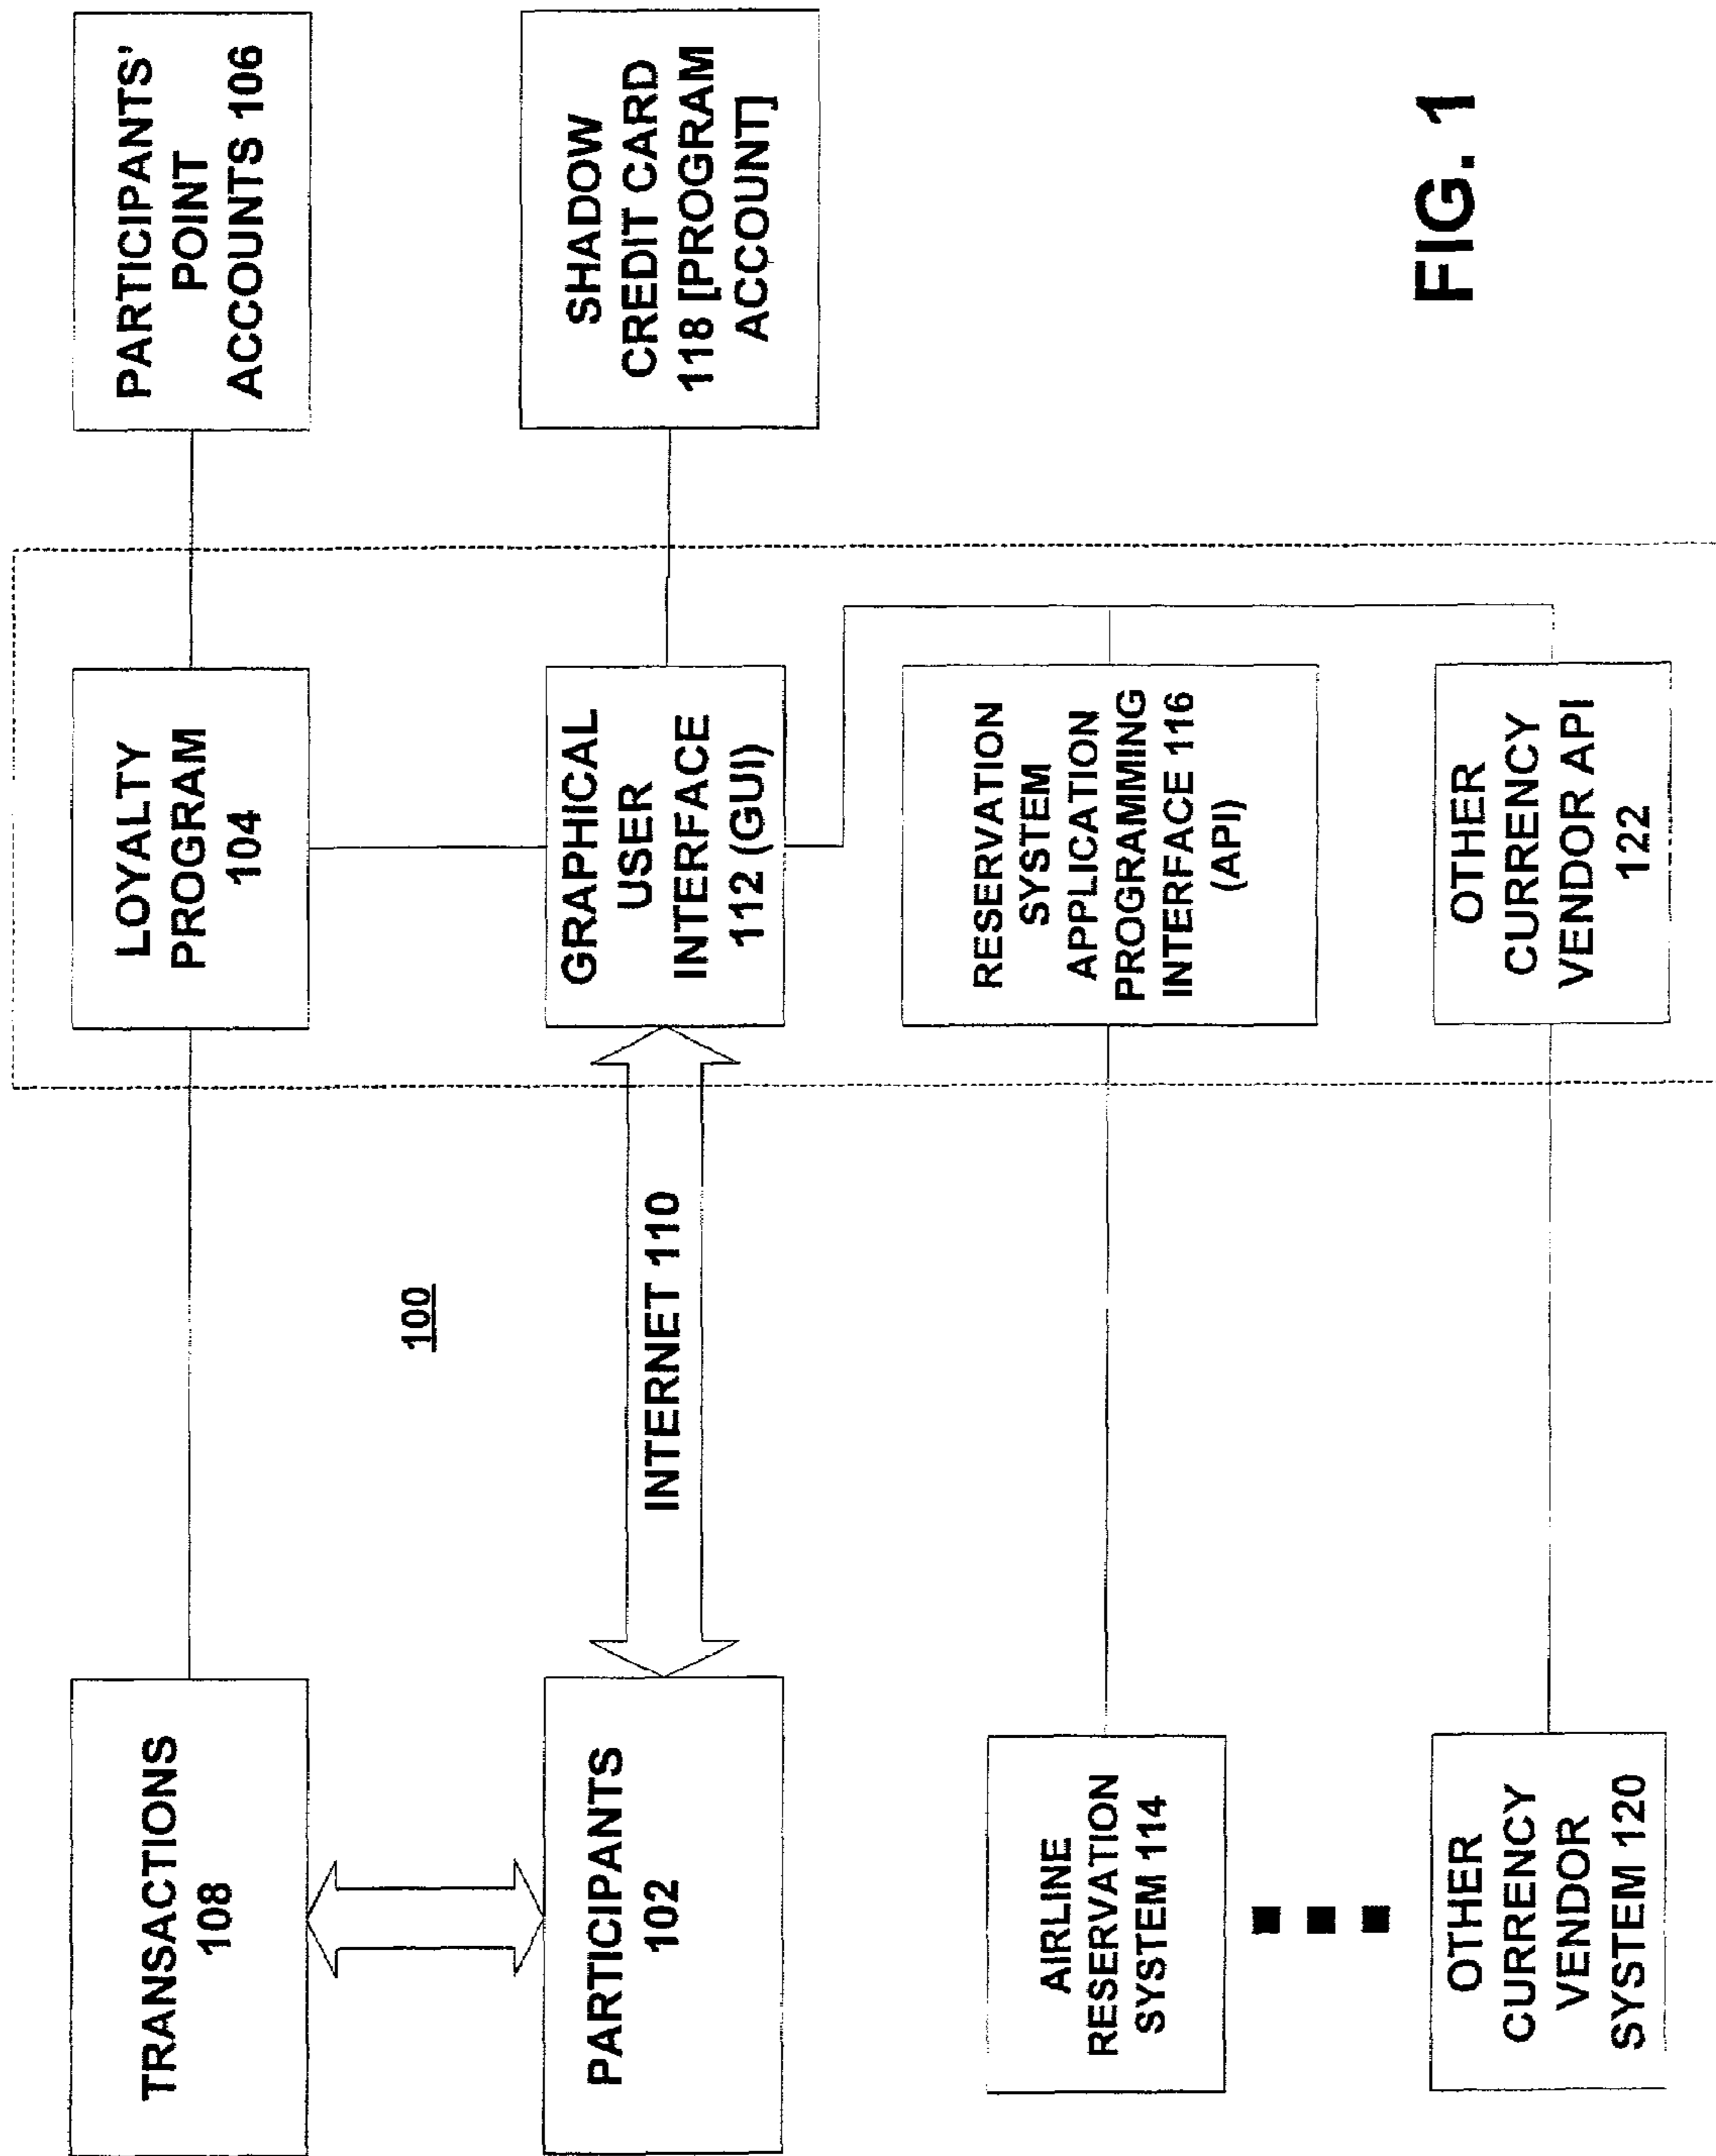 PARTICIPANTS'
POINT
ACCOUNTS 106
SHADOW
CREDIT CARD
118 [PROGRAM
ACCOUNT]
LOYALTY
PROGRAM
104
GRAPHICAL
USER
INTERFACE
112 (GUI)
RESERVATION
SYSTEM
APPLICATION
PROGRAMMING
INTERFACE 116
(API)
OTHER
CURRENCY
VENDOR API
122
100
INTERNET 110
TRANSACTIONS
108
PARTICIPANTS
102
AIRLINE
RESERVATION
SYSTEM 114
OTHER
CURRENCY
VENDOR
SYSTEM 120
FIG. 1